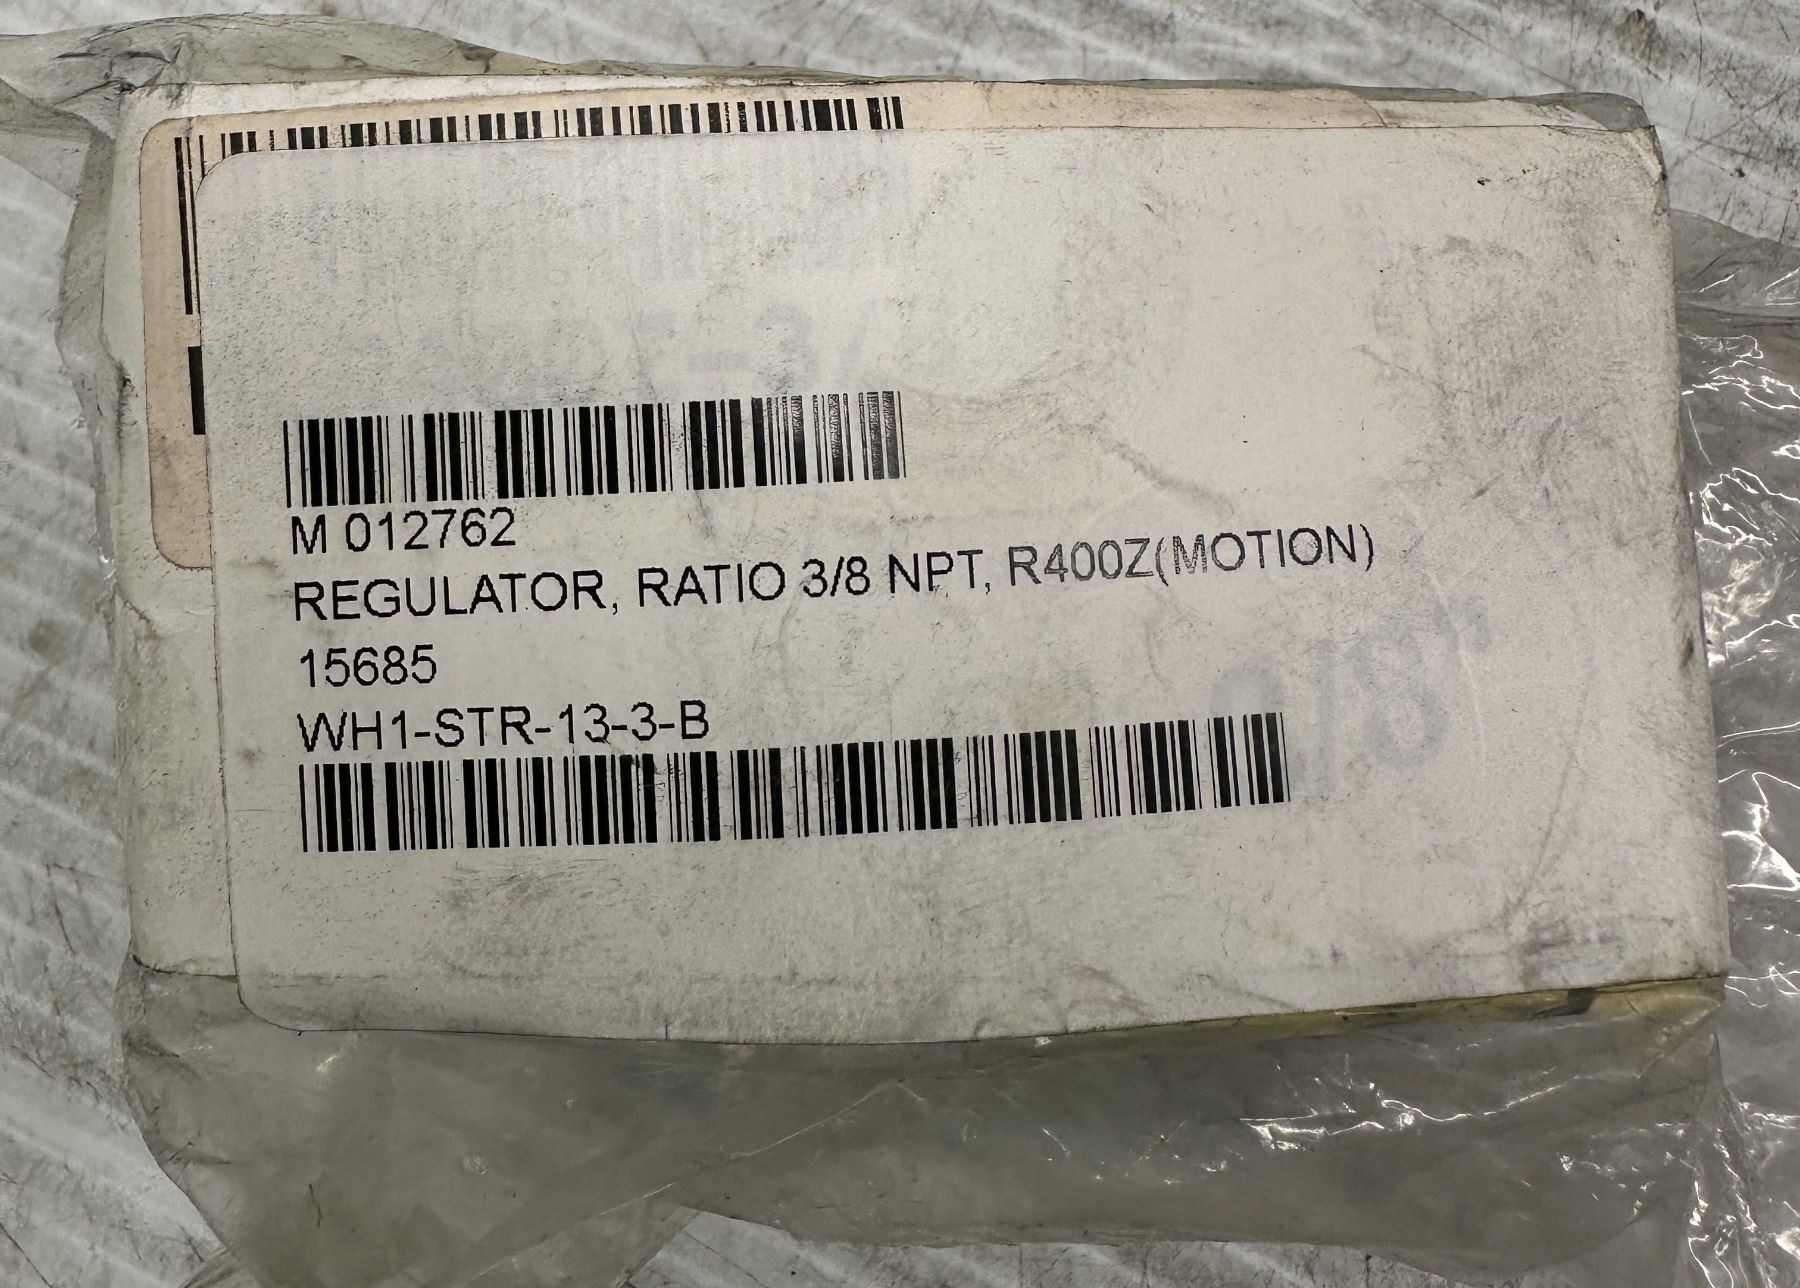 M 012762
REGULATOR, RATIO 3/8 NPT, R400Z(MOTION)
15685
WH1-STR-13-3-B